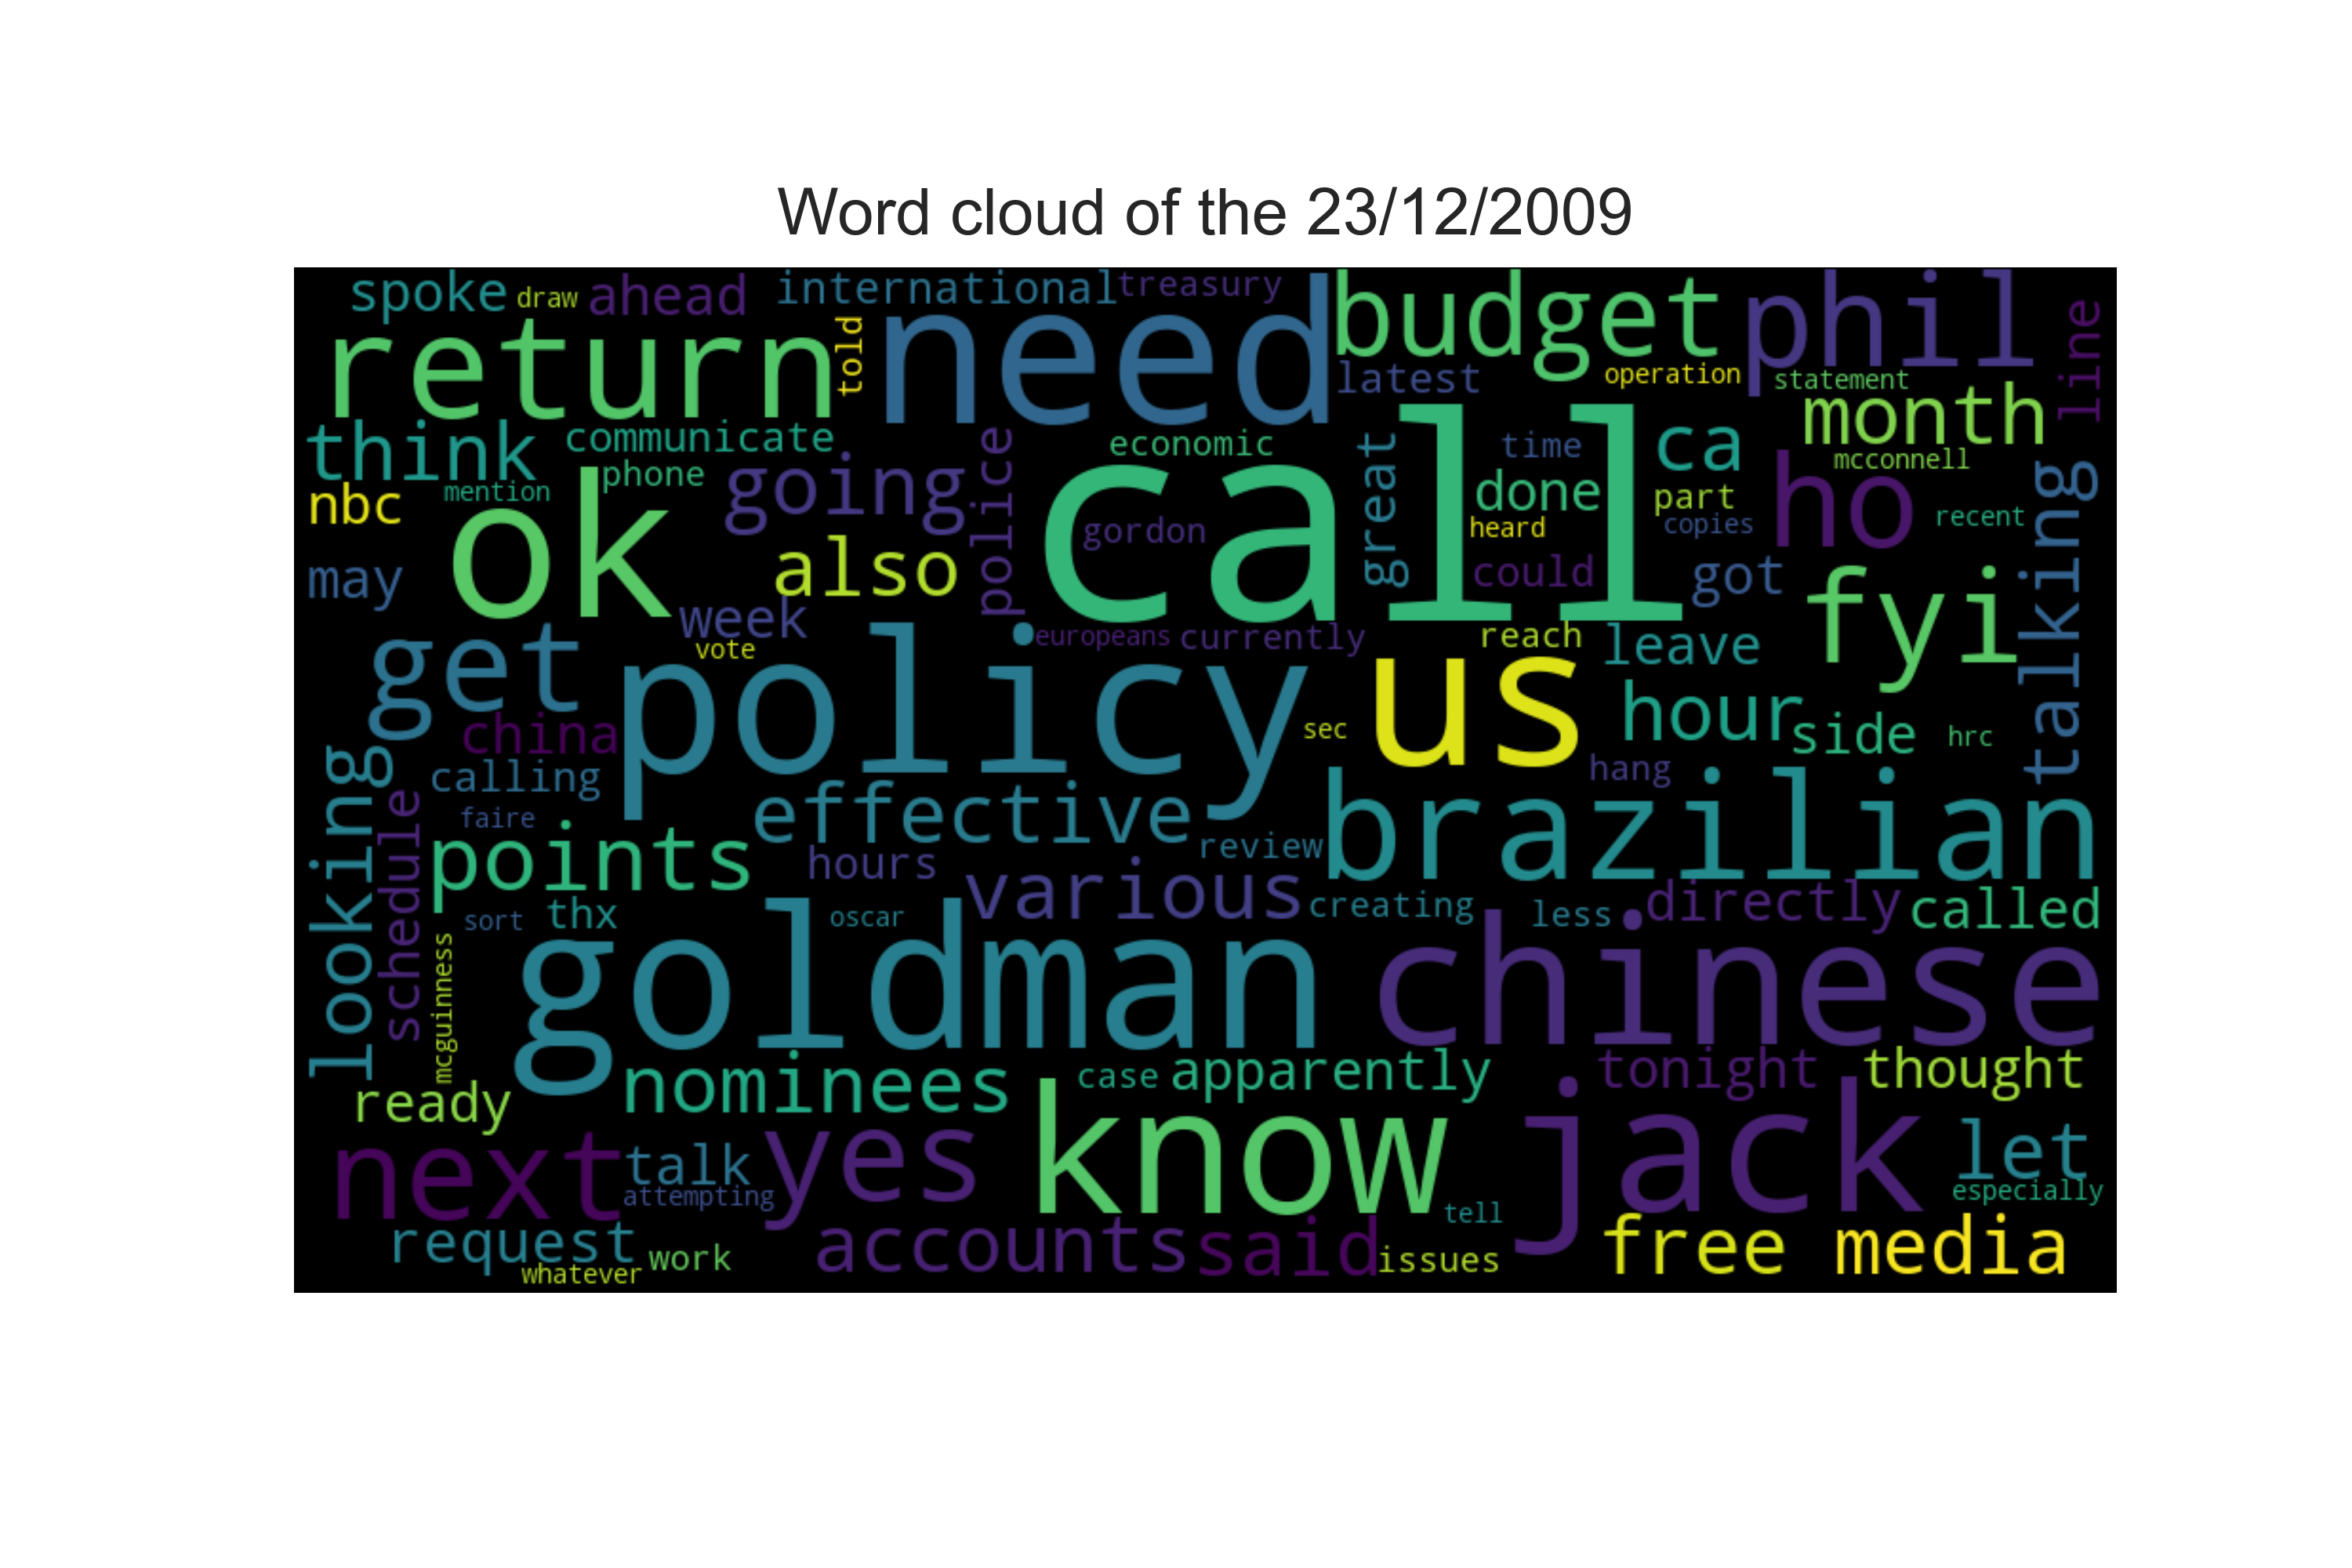 Word cloud of the 23/12/2009
spoke draw ahead international treasury budget phil line
return told need latest operation statement month
think communicate economic great time ca mcconnell
nbc mention phone going police call done part ho recent talking
ok gordon heard copies
may also could got fyi
get week vote europeans currently reach leave
china policy sec us hour side hrc
looking calling hang
schedule faire effective brazilian
points hours review
various creating less directly called
sort thx oscar
mcguinness goldman chinese
ready nominees case apparently tonight thought
next talk yes know jack let
attempting especially
request tell
whatever work accounts said issues free media